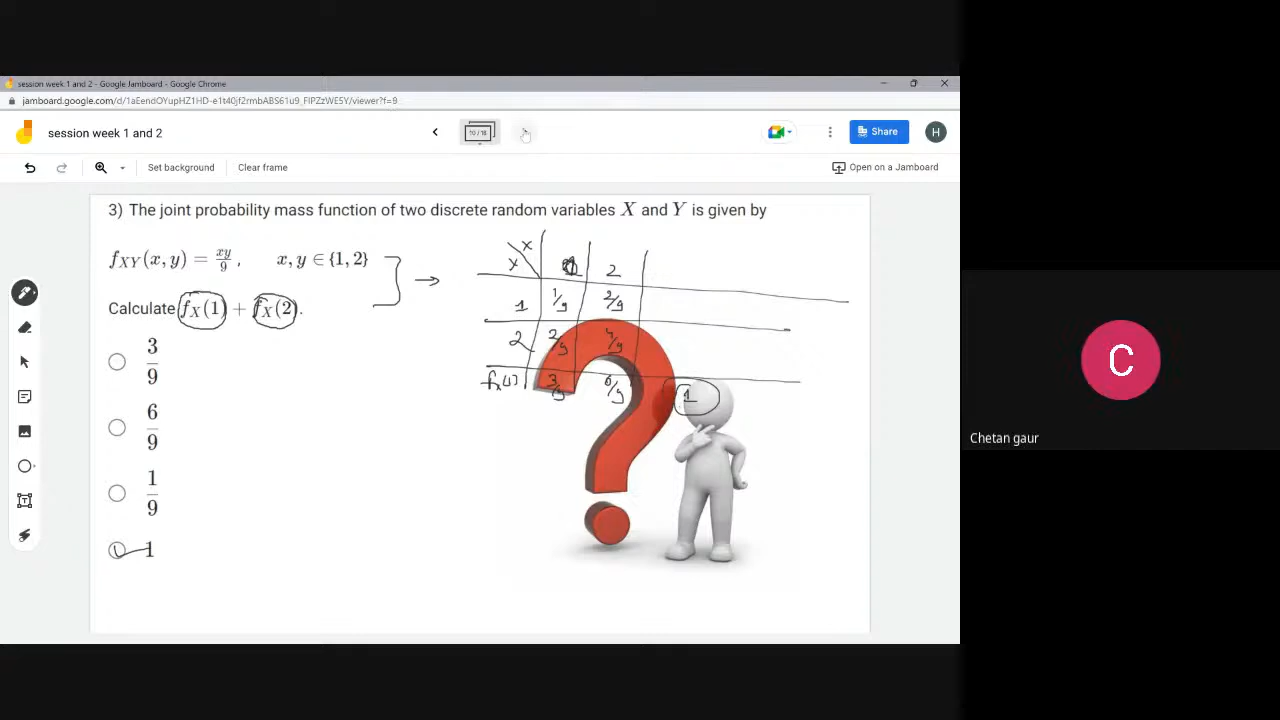 session week 1 and 2 - Google Jamboard - Google Chrome
jamboard.google.com/d/1aEendOYupHZ1HD-e1t40jf2rmbABS61u9_FlPZzWE5Y/viewer?f=9
session week 1 and 2
10 / 18
Share
H
Set background
Clear frame
Open on a Jamboard
3) The joint probability mass function of two discrete random variables X and Y is given by
f_XY(x, y) = xy/9, x, y ∈ {1, 2}
Calculate f_X(1) + f_X(2).
3/9
6/9
1/9
1
x
x
2
1 1/9 2/9
2 2/9 4/9
3/9 6/9 1
C
Chetan gaur